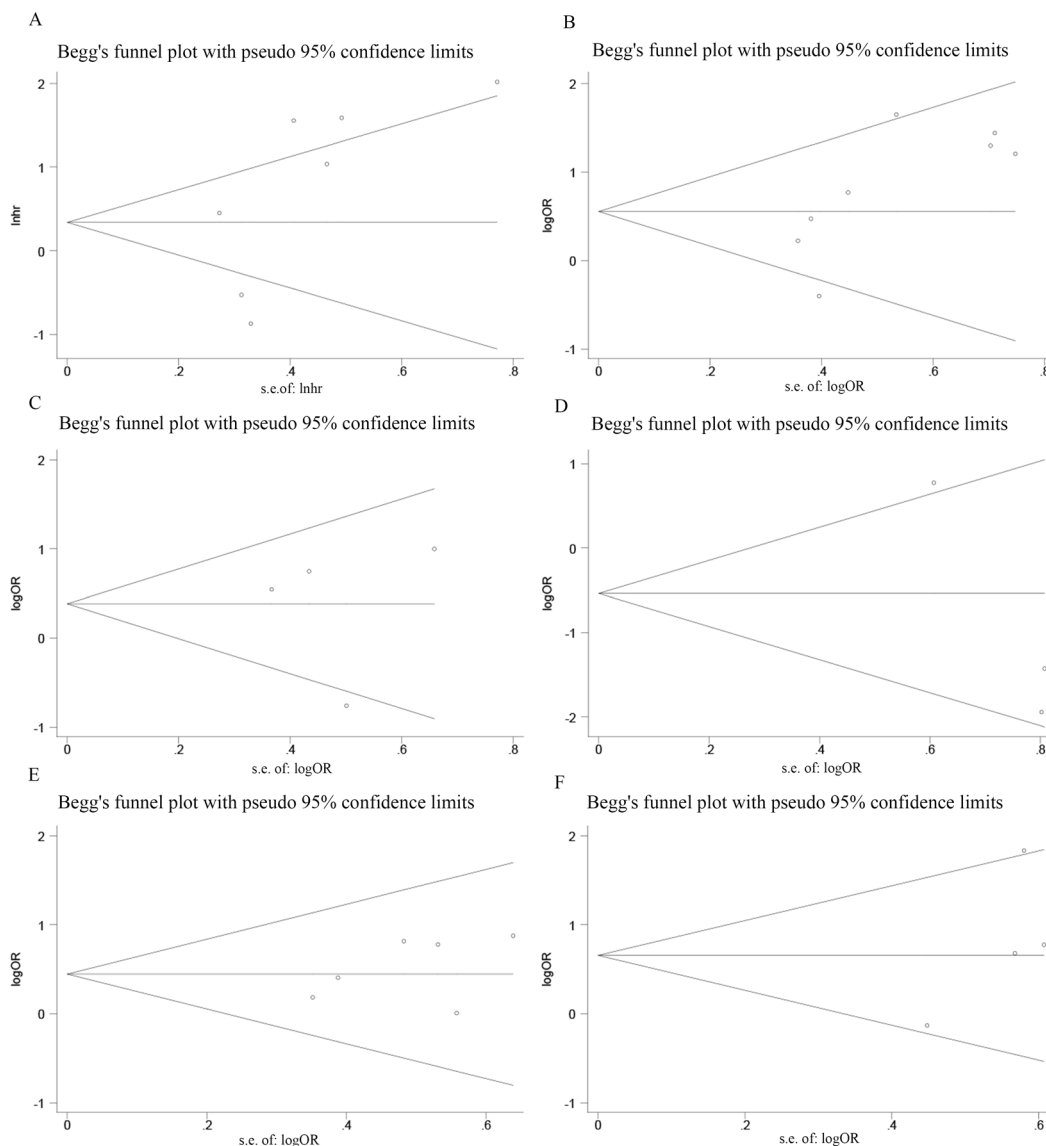 A
Begg's funnel plot with pseudo 95% confidence limits
2
1
0
-1
lnhr
0 .2 .4 .6 .8
s.e.of: lnhr
B
Begg's funnel plot with pseudo 95% confidence limits
2
1
0
-1
logOR
0 .2 .4 .6 .8
s.e. of: logOR
C
Begg's funnel plot with pseudo 95% confidence limits
2
1
0
-1
logOR
0 .2 .4 .6 .8
s.e. of: logOR
D
Begg's funnel plot with pseudo 95% confidence limits
1
0
-1
-2
logOR
0 .2 .4 .6 .8
s.e. of: logOR
E
Begg's funnel plot with pseudo 95% confidence limits
2
1
0
-1
logOR
0 .2 .4 .6
s.e. of: logOR
F
Begg's funnel plot with pseudo 95% confidence limits
2
1
0
-1
logOR
0 .2 .4 .6
s.e. of: logOR